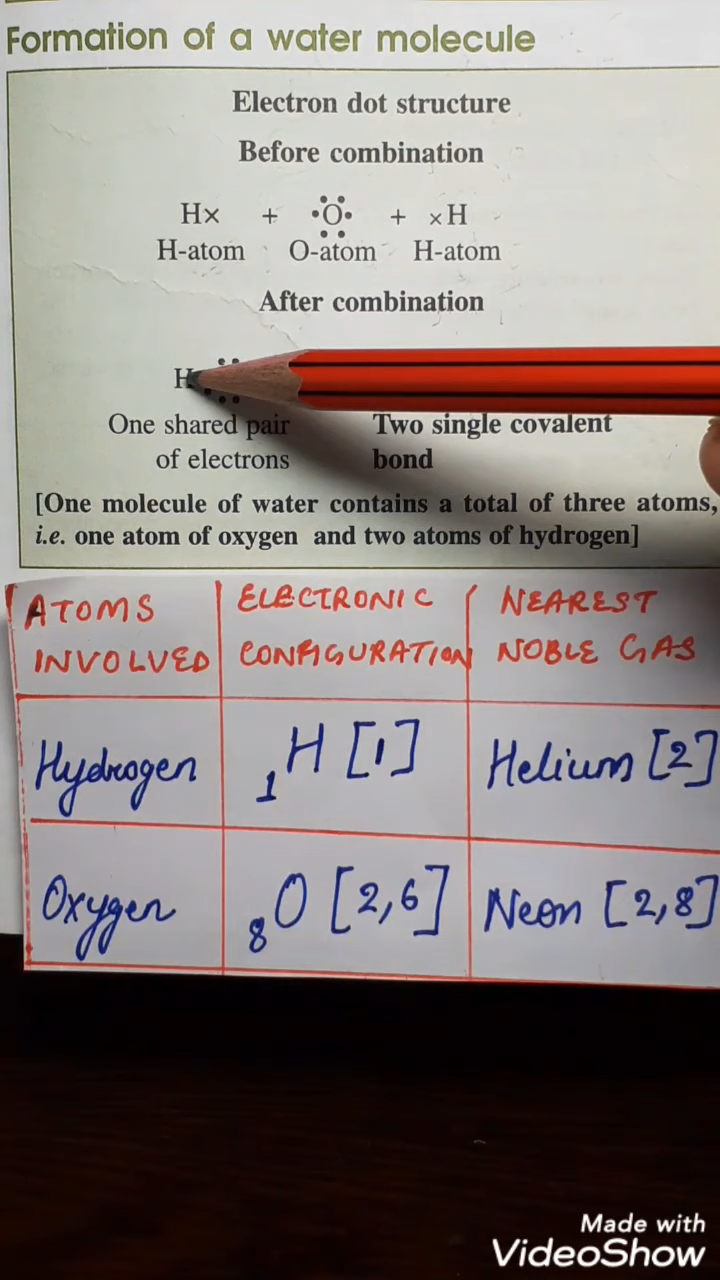 Formation of a water molecule
Electron dot structure
Before combination
Hx + O + xH
H-atom O-atom H-atom
After combination
H
One shared pair Two single covalent
of electrons bond
[One molecule of water contains a total of three atoms,
i.e. one atom of oxygen and two atoms of hydrogen]
ATOMS INVOLVED ELECTRONIC CONFIGURATION NEAREST NOBLE GAS
Hydrogen ₁H [1] Helium [2]
Oxygen ₈O [2,6] Neon [2,8]
Made with
VideoShow